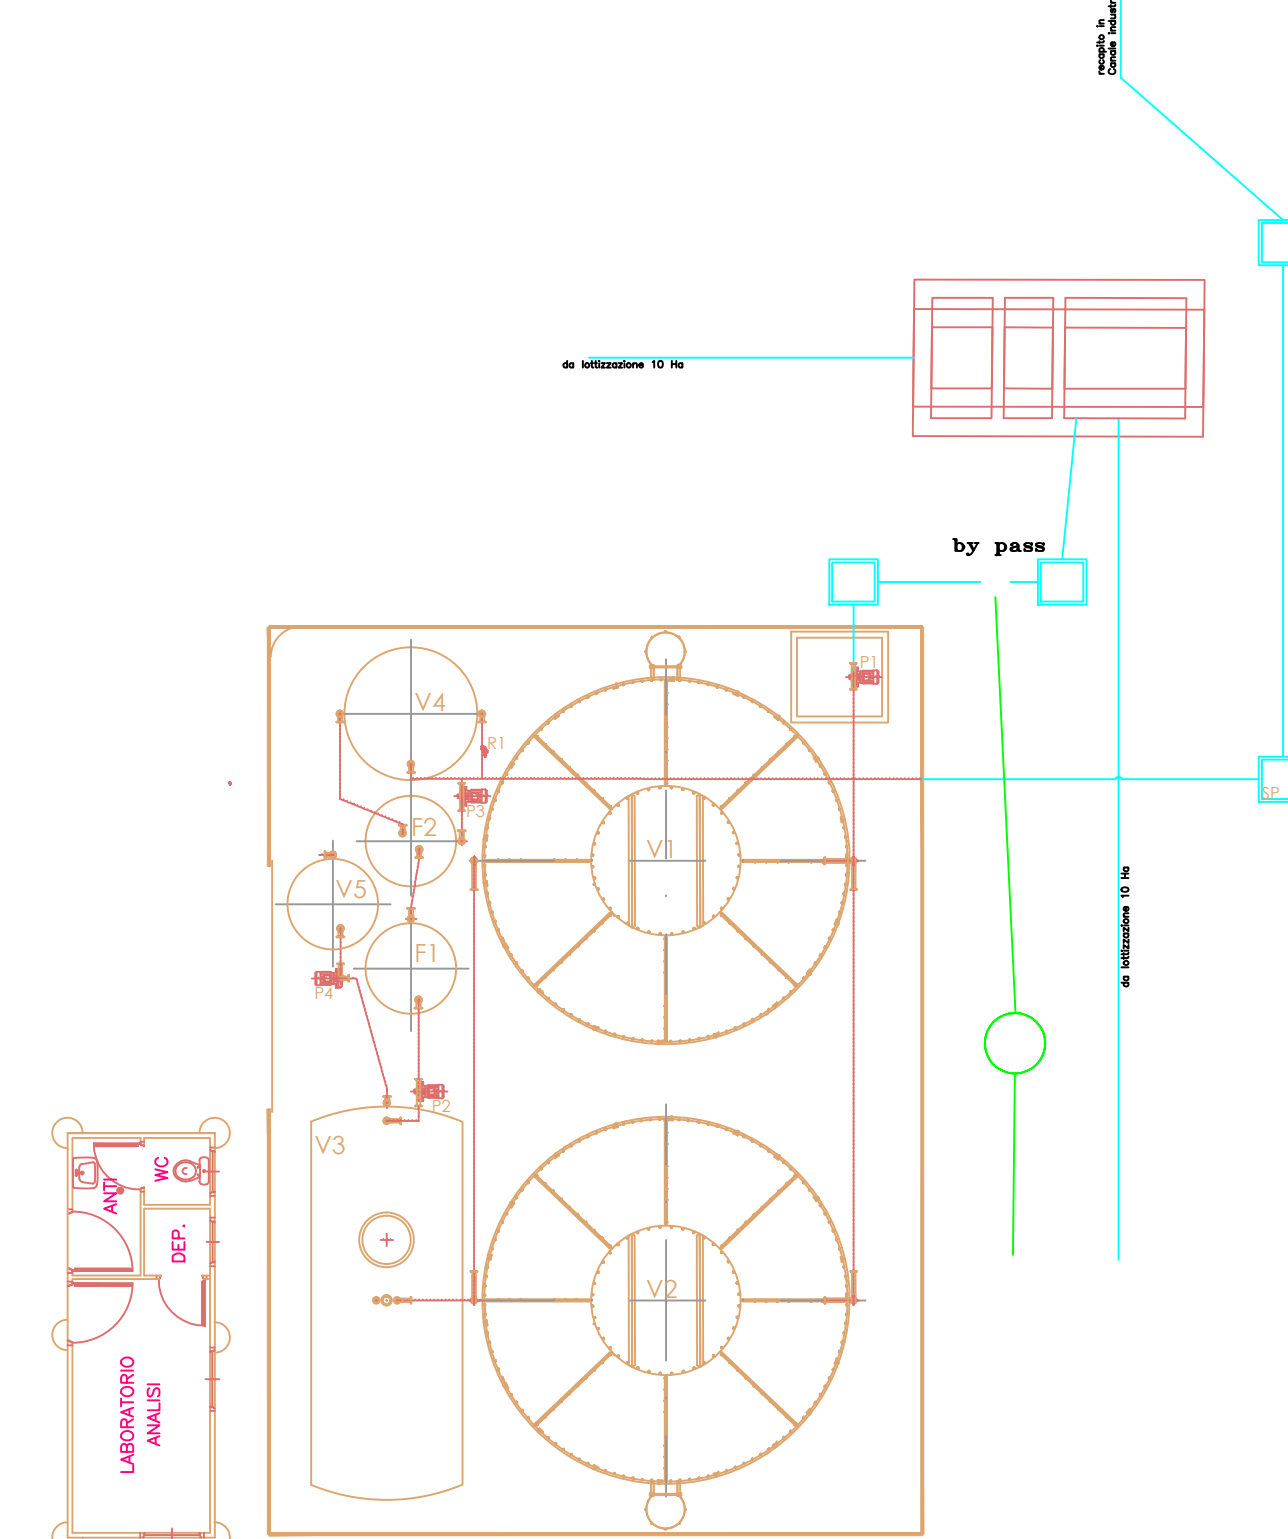 recapito in
Canale industr
da lottizzazione 10 Ha
by pass
P1
V4
R1
P3
F2
V1
V5
F1
P4
SP
da lottizzazione 10 Ha
P2
V3
WC
ANTI
DEP.
V2
LABORATORIO
ANALISI